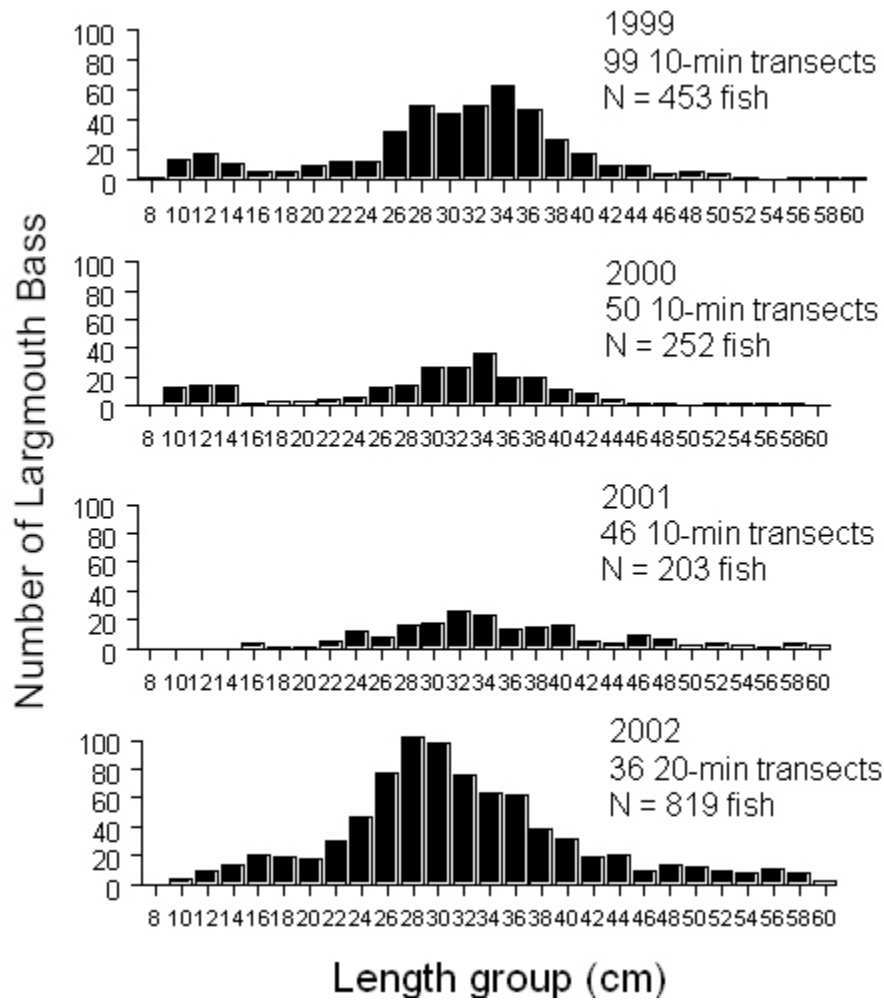 Number of Largmouth Bass
1999
99 10-min transects
N = 453 fish
100
80
60
40
20
0
8 10 12 14 16 18 20 22 24 26 28 30 32 34 36 38 40 42 44 46 48 50 52 54 56 58 60
2000
50 10-min transects
N = 252 fish
100
80
60
40
20
0
8 10 12 14 16 18 20 22 24 26 28 30 32 34 36 38 40 42 44 46 48 50 52 54 56 58 60
2001
46 10-min transects
N = 203 fish
100
80
60
40
20
0
8 10 12 14 16 18 20 22 24 26 28 30 32 34 36 38 40 42 44 46 48 50 52 54 56 58 60
2002
36 20-min transects
N = 819 fish
100
80
60
40
20
0
8 10 12 14 16 18 20 22 24 26 28 30 32 34 36 38 40 42 44 46 48 50 52 54 56 58 60
Length group (cm)